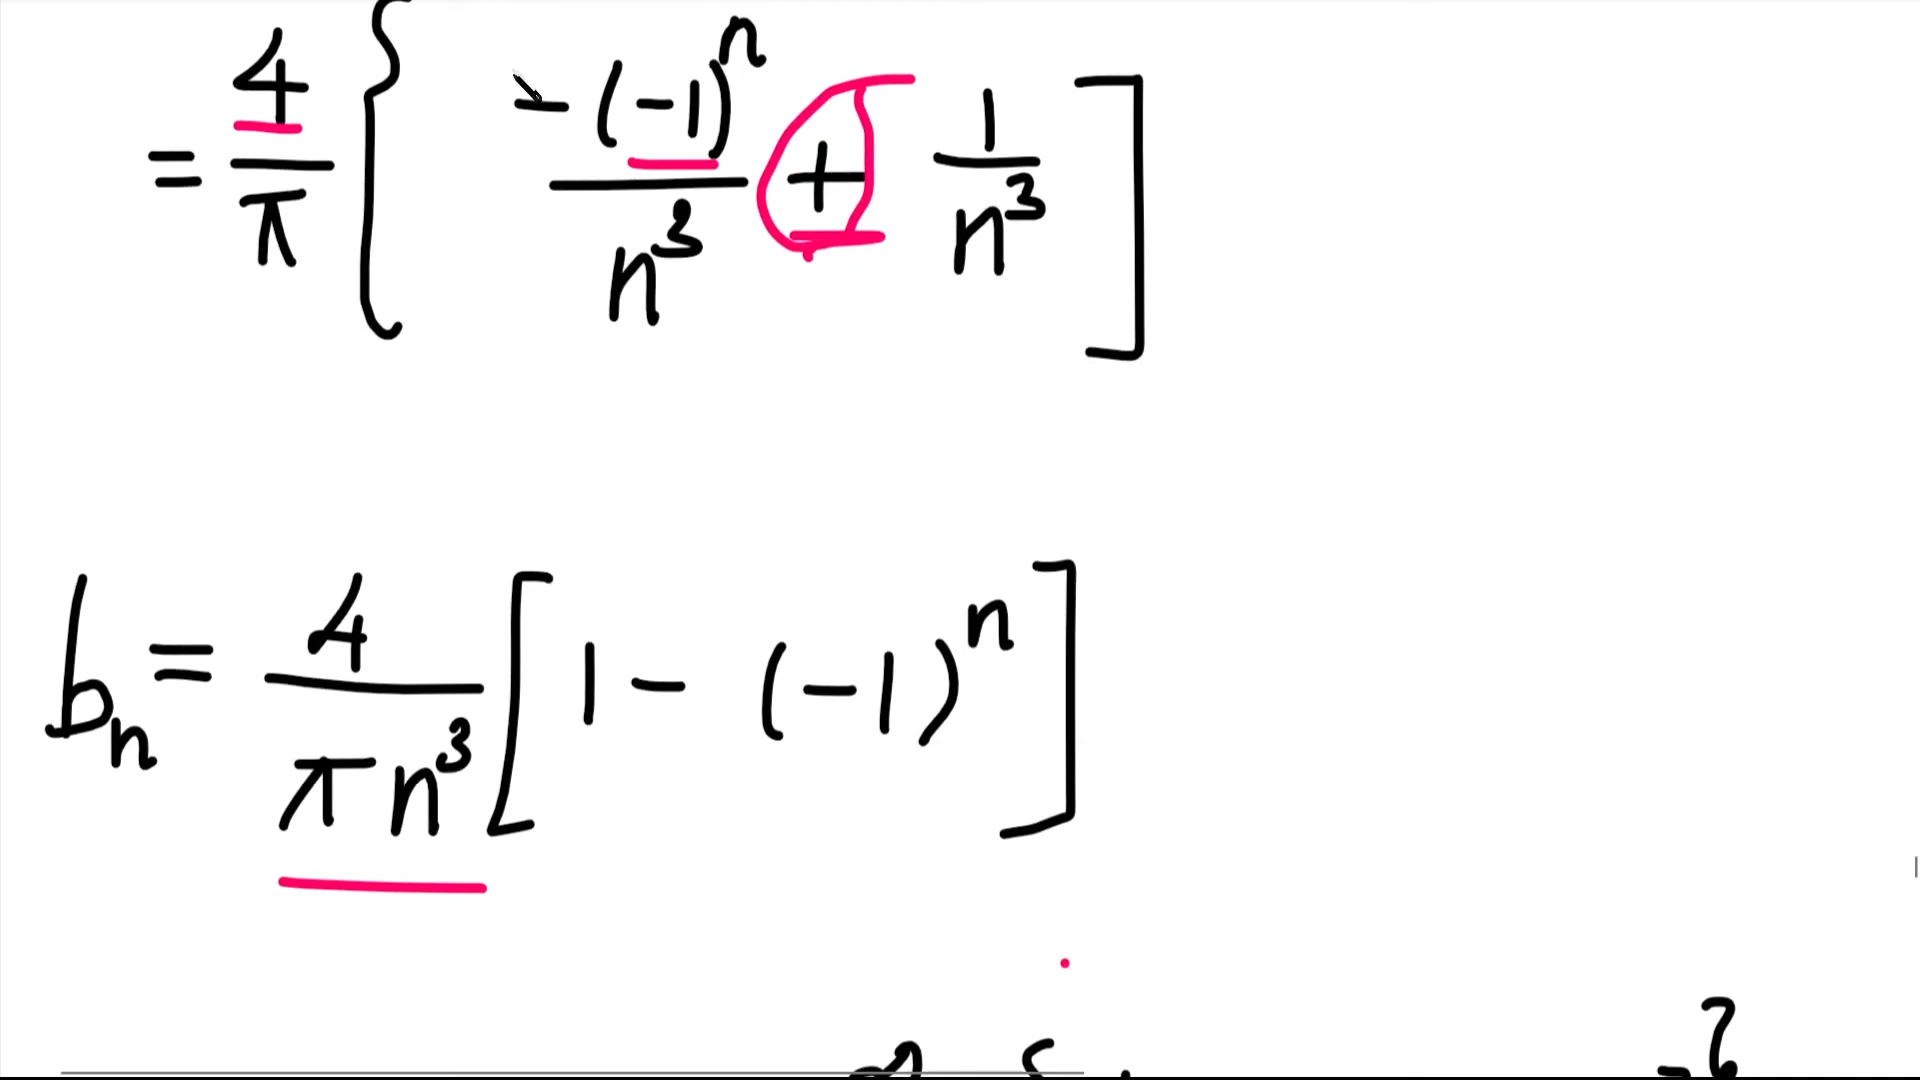 = 4/π { -(-1)^n/n^3 + 1/n^3 ]
b_n = 4/πn^3 [1 - (-1)^n]